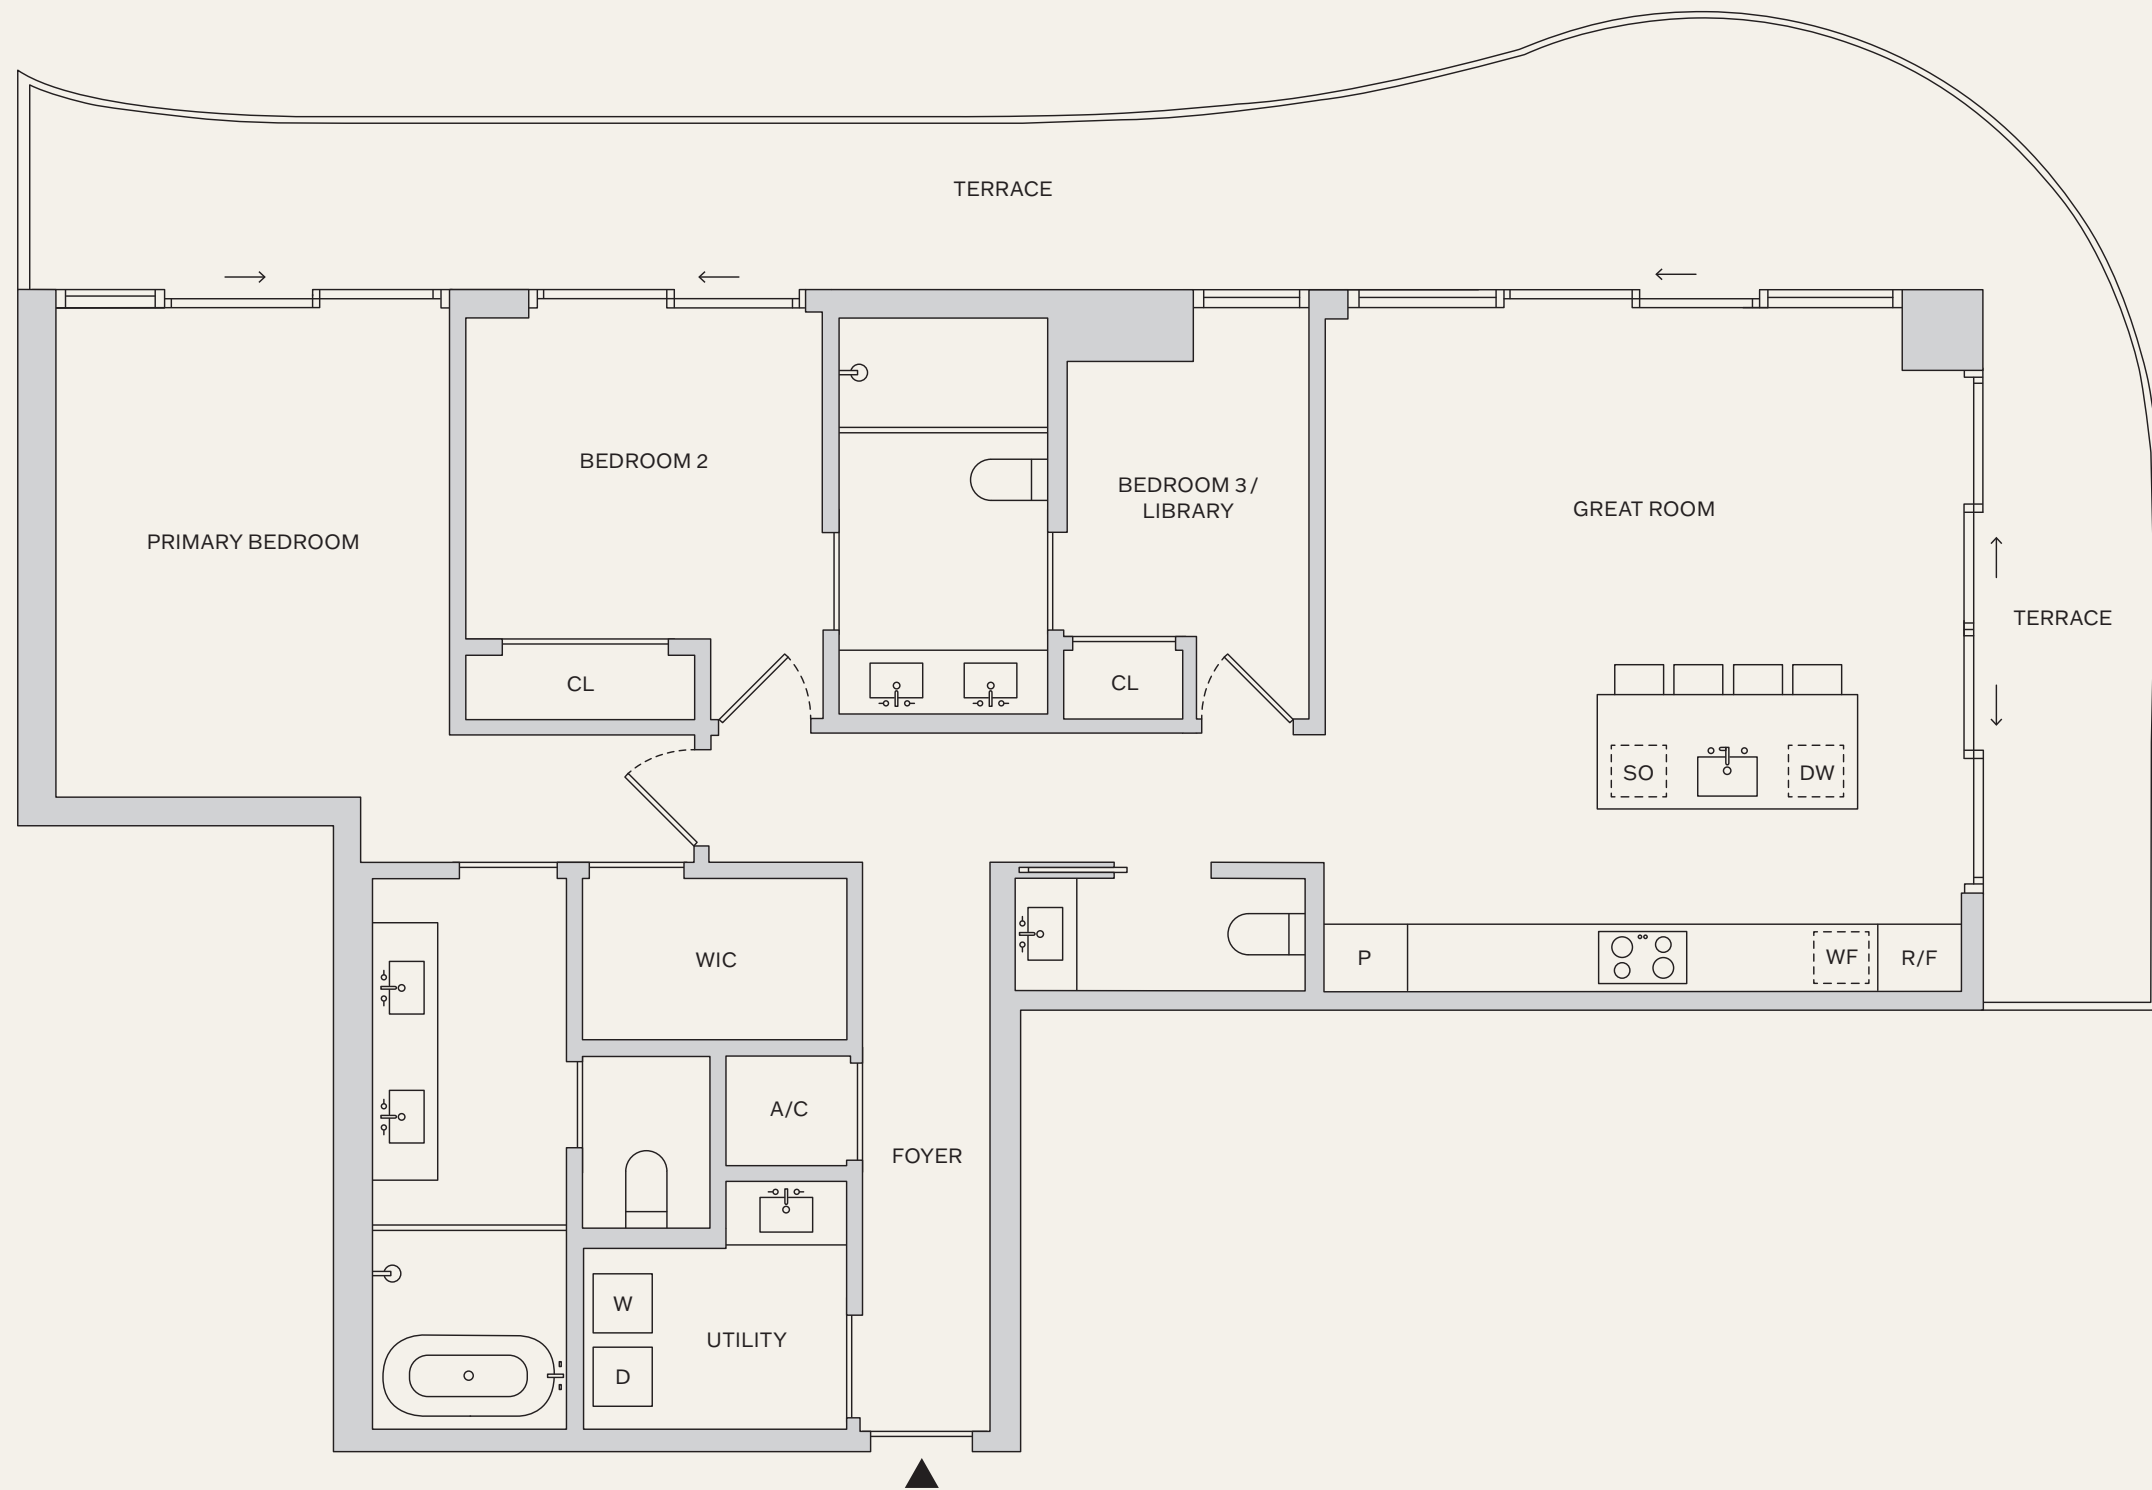 TERRACE
BEDROOM 2
BEDROOM 3 /
LIBRARY
GREAT ROOM
PRIMARY BEDROOM
TERRACE
CL
CL
SO
DW
WIC
P
WF
R/F
A/C
FOYER
W
UTILITY
D